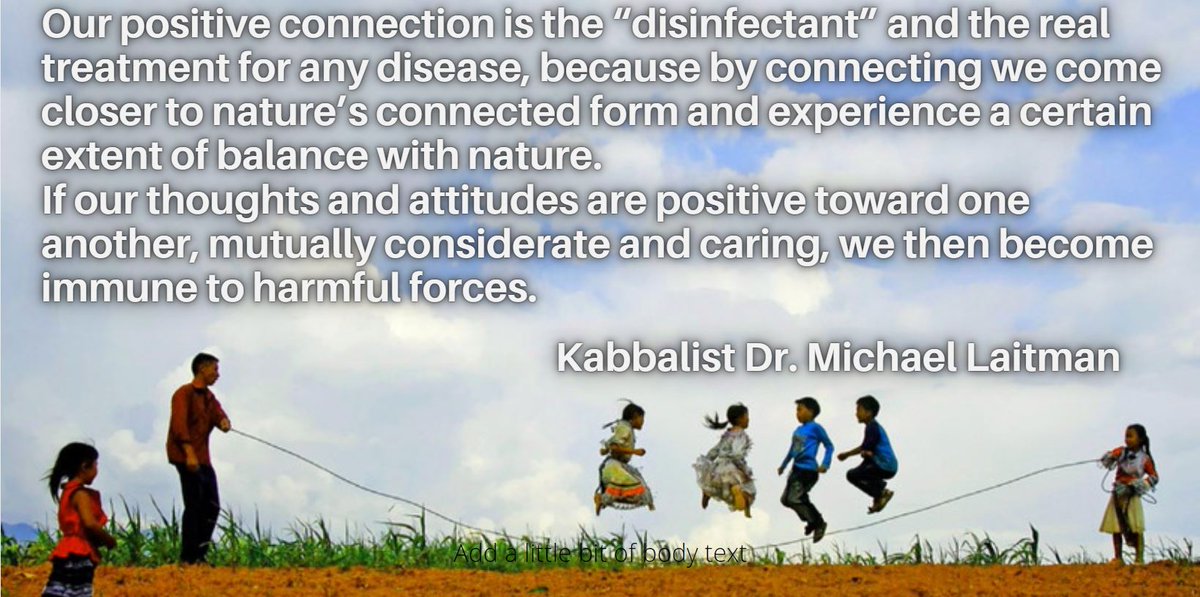 Our positive connection is the “disinfectant” and the real
treatment for any disease, because by connecting we come
closer to nature’s connected form and experience a certain
extent of balance with nature.
If our thoughts and attitudes are positive toward one
another, mutually considerate and caring, we then become
immune to harmful forces.
Kabbalist Dr. Michael Laitman
Add a little bit of body text